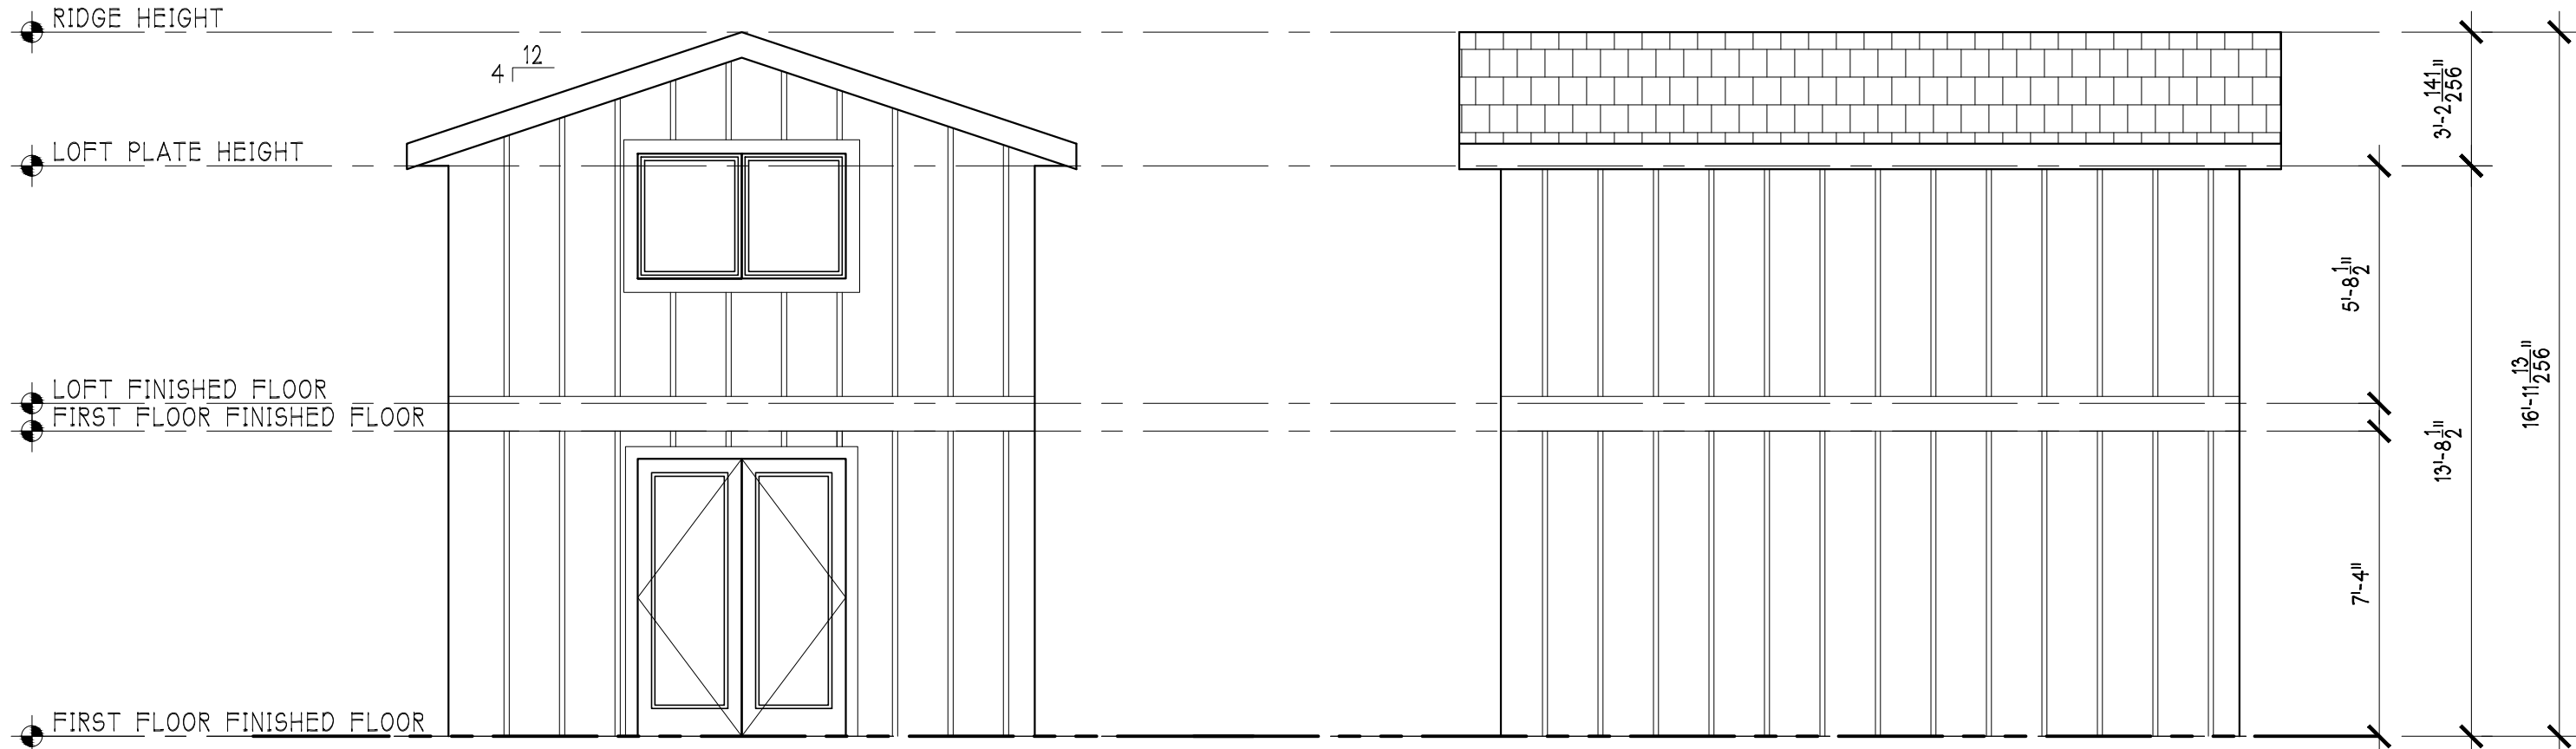 RIDGE HEIGHT
12
4
LOFT PLATE HEIGHT
LOFT FINISHED FLOOR
FIRST FLOOR FINISHED FLOOR
FIRST FLOOR FINISHED FLOOR
5'-8 1/2"
7'-4"
3'-2 141/256"
13'-8 1/2"
16'-11 13/256"